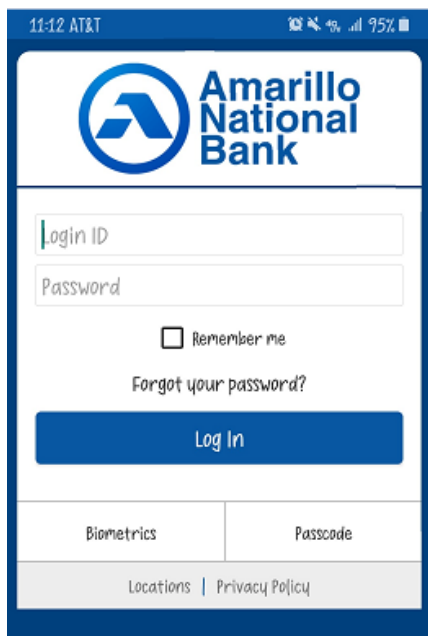 11:12 AT&T 95%
Amarillo
National
Bank
Login ID
Password
Remember me
Forgot your password?
Log In
Biometrics Passcode
Locations | Privacy Policy